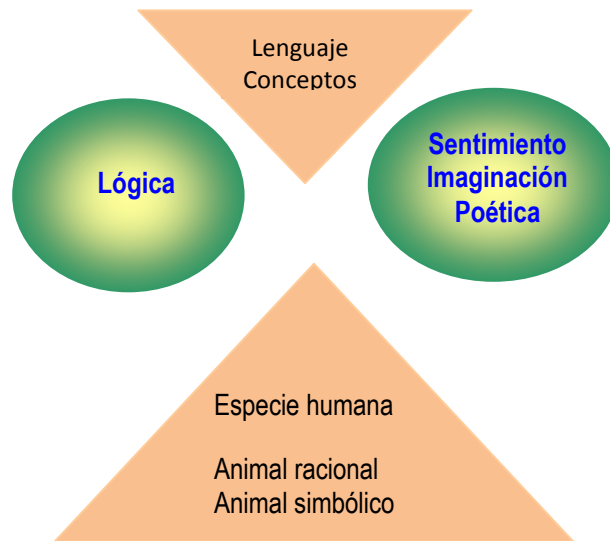 Lenguaje
Conceptos
Lógica
Sentimiento
Imaginación
Poética
Especie humana
Animal racional
Animal simbólico